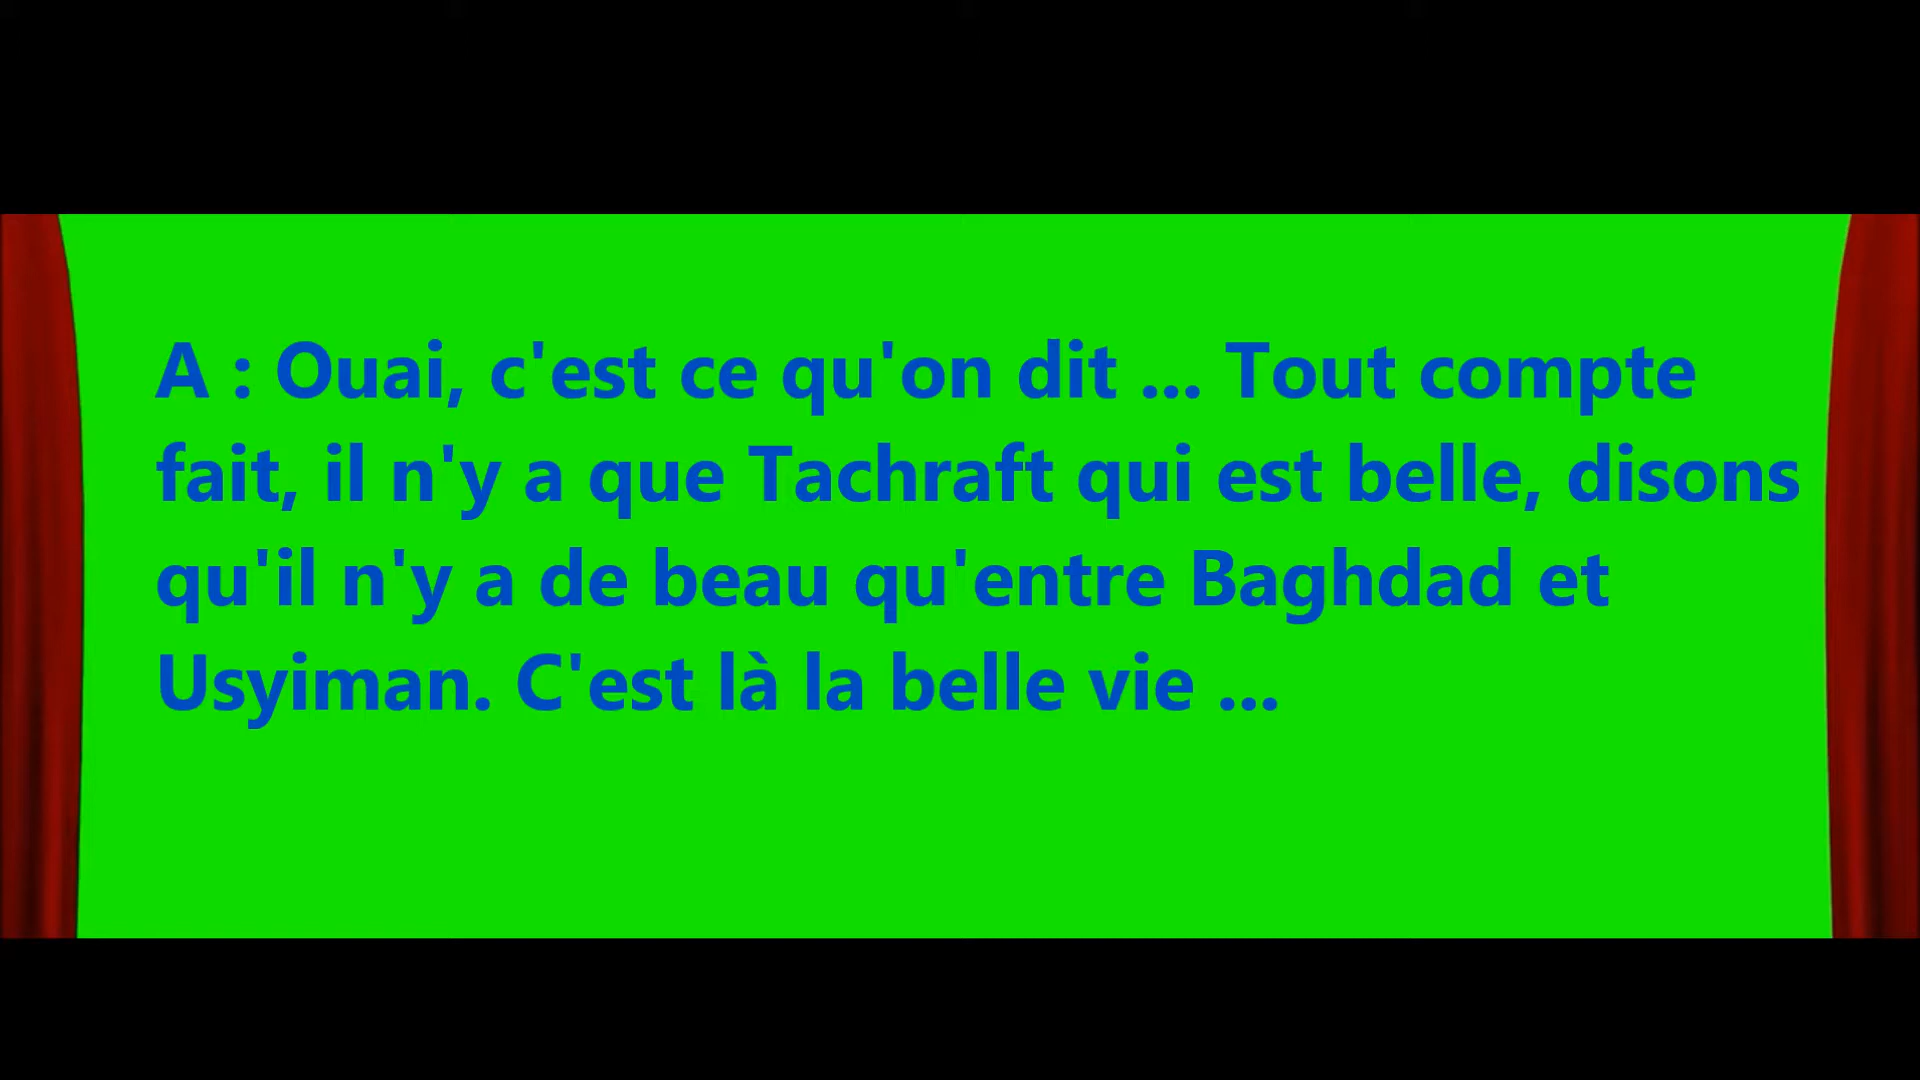 A : Ouai, c'est ce qu'on dit ... Tout compte
fait, il n'y a que Tachraft qui est belle, disons
qu'il n'y a de beau qu'entre Baghdad et
Usyiman. C'est là la belle vie ...